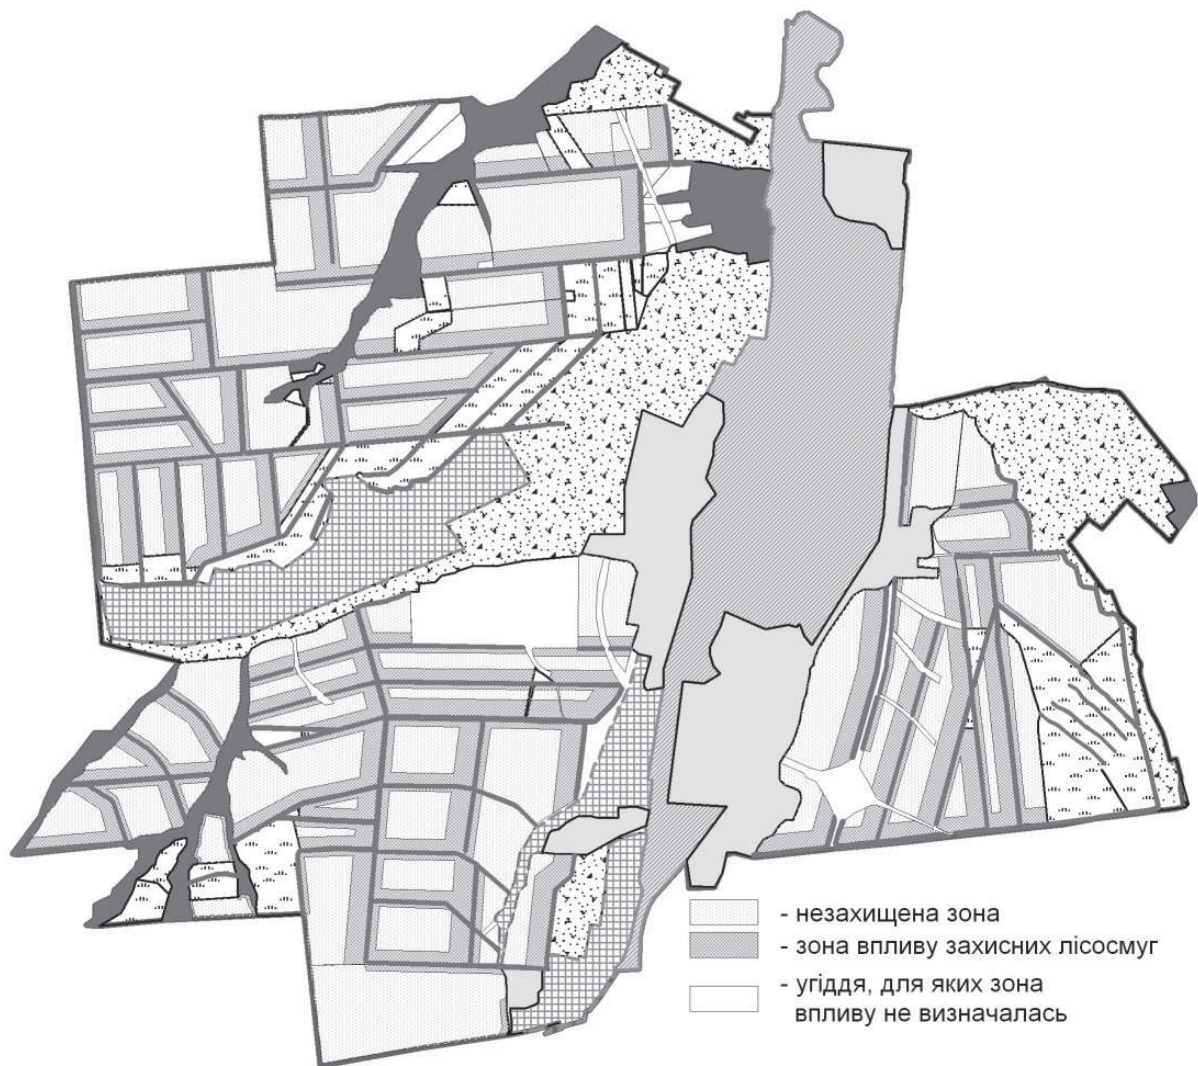 - незахищена зона
- зона впливу захисних лісосмуг
- угіддя, для яких зона
впливу не визначалась